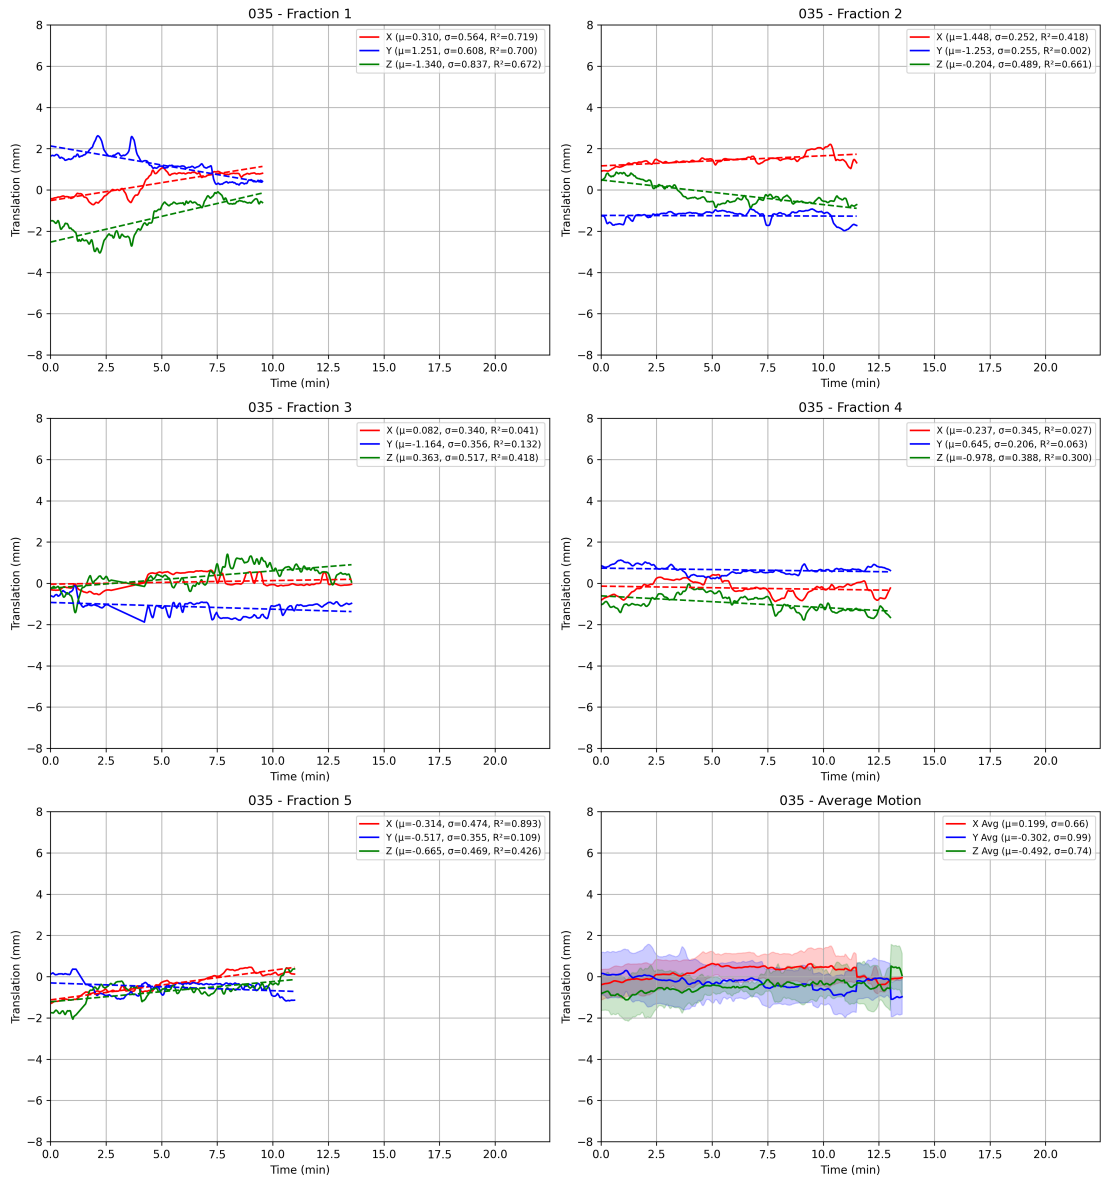 035 - Fraction 1
X (μ=0.310, σ=0.564, R²=0.719)
Y (μ=1.251, σ=0.608, R²=0.700)
Z (μ=-1.340, σ=0.837, R²=0.672)
Translation (mm)
8
6
4
2
0
−2
−4
−6
−8
0.0 2.5 5.0 7.5 10.0 12.5 15.0 17.5 20.0
Time (min)
035 - Fraction 2
X (μ=1.448, σ=0.252, R²=0.418)
Y (μ=-1.253, σ=0.255, R²=0.002)
Z (μ=-0.204, σ=0.489, R²=0.661)
Translation (mm)
8
6
4
2
0
−2
−4
−6
−8
0.0 2.5 5.0 7.5 10.0 12.5 15.0 17.5 20.0
Time (min)
035 - Fraction 3
X (μ=0.082, σ=0.340, R²=0.041)
Y (μ=-1.164, σ=0.356, R²=0.132)
Z (μ=0.363, σ=0.517, R²=0.418)
Translation (mm)
8
6
4
2
0
−2
−4
−6
−8
0.0 2.5 5.0 7.5 10.0 12.5 15.0 17.5 20.0
Time (min)
035 - Fraction 4
X (μ=-0.237, σ=0.345, R²=0.027)
Y (μ=0.645, σ=0.206, R²=0.063)
Z (μ=-0.978, σ=0.388, R²=0.300)
Translation (mm)
8
6
4
2
0
−2
−4
−6
−8
0.0 2.5 5.0 7.5 10.0 12.5 15.0 17.5 20.0
Time (min)
035 - Fraction 5
X (μ=-0.314, σ=0.474, R²=0.893)
Y (μ=-0.517, σ=0.355, R²=0.109)
Z (μ=-0.665, σ=0.469, R²=0.426)
Translation (mm)
8
6
4
2
0
−2
−4
−6
−8
0.0 2.5 5.0 7.5 10.0 12.5 15.0 17.5 20.0
Time (min)
035 - Average Motion
X Avg (μ=0.199, σ=0.66)
Y Avg (μ=-0.302, σ=0.99)
Z Avg (μ=-0.492, σ=0.74)
Translation (mm)
8
6
4
2
0
−2
−4
−6
−8
0.0 2.5 5.0 7.5 10.0 12.5 15.0 17.5 20.0
Time (min)